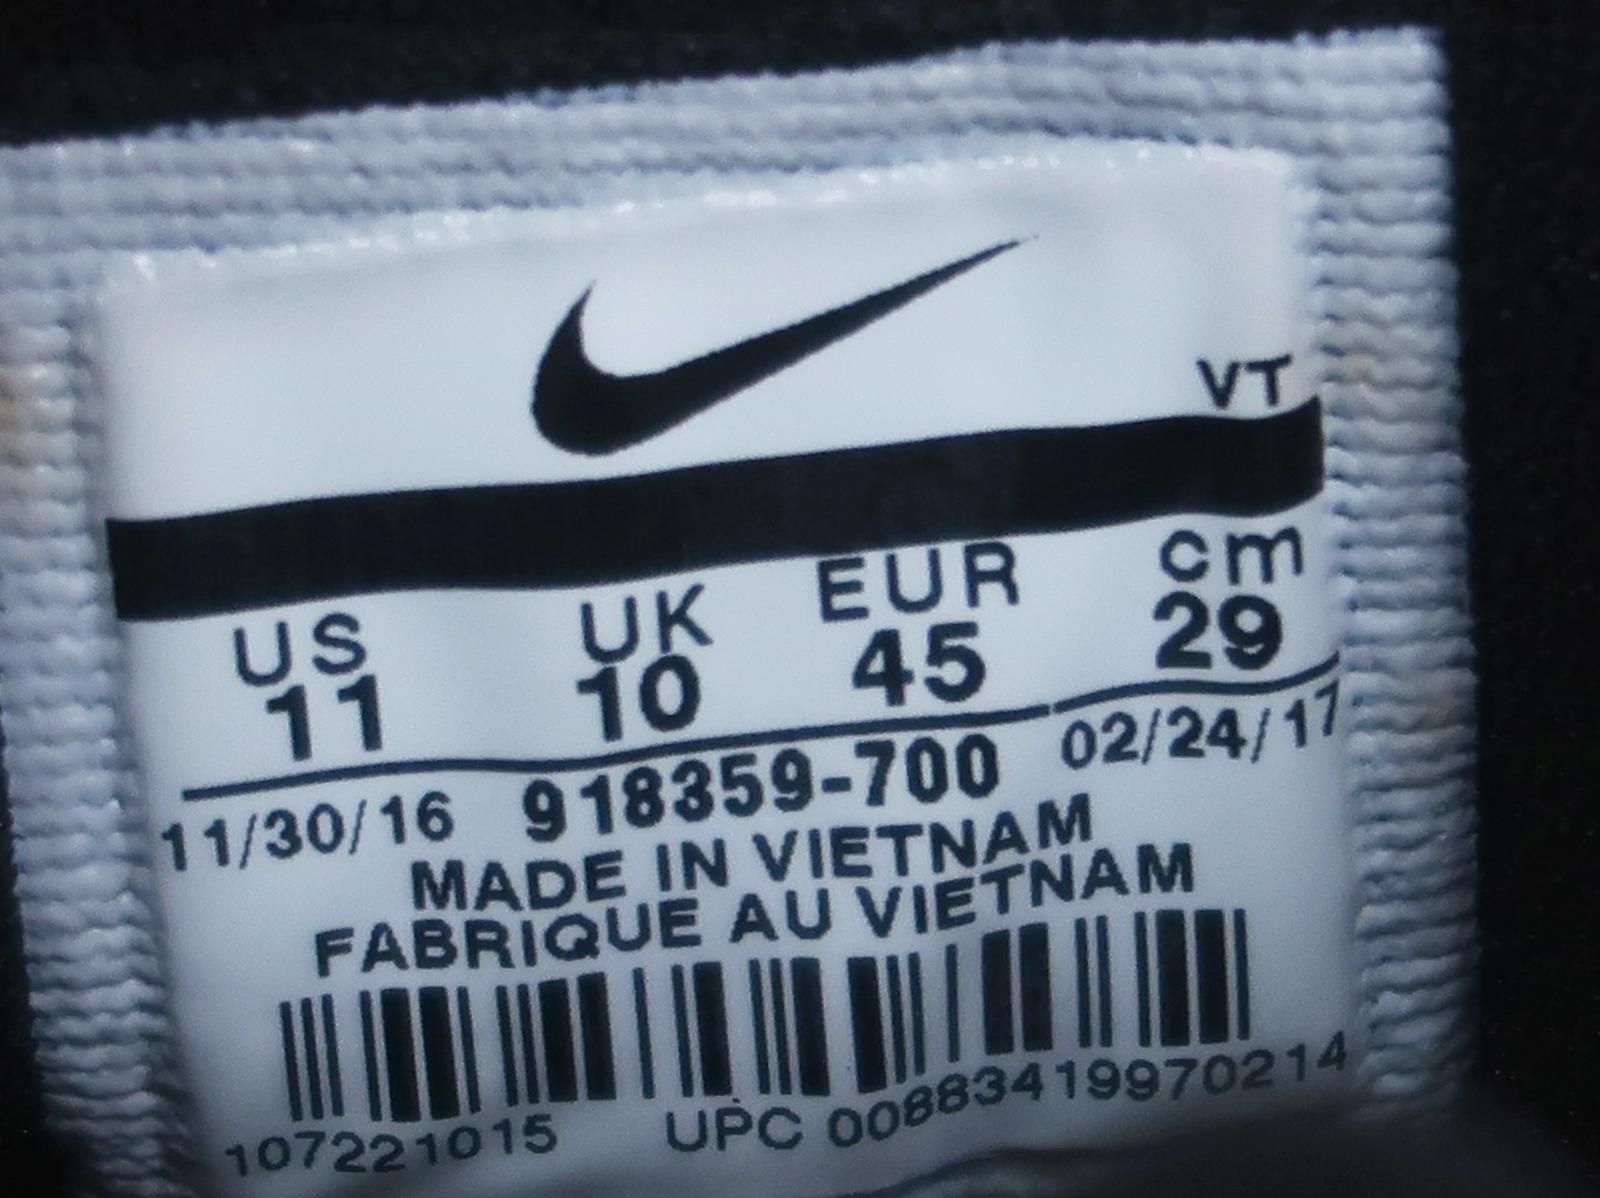 VT
US UK EUR cm
11 10 45 29
11/30/16 918359-700 02/24/17
MADE IN VIETNAM
FABRIQUE AU VIETNAM
107221015 UPC 00883419970214